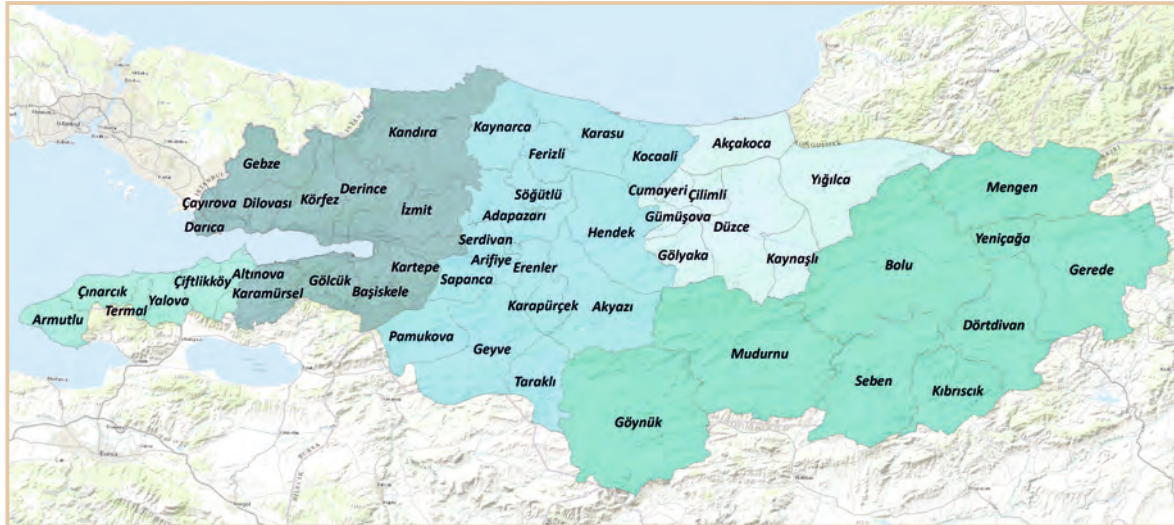 Kandıra
Kaynarca
Karasu
Ferizli
Kocaali
Akçakoca
Gebze
Derince
Körfez
Çayırova
Dilovası
İzmit
Darıca
Söğütlü
Adapazarı
Serdivan
Hendek
Cumayeri
Çilimli
Yığılca
Gümüşova
Düzce
Gölyaka
Kaynaşlı
Mengen
Yeniçağa
Bolu
Gerede
Arifiye
Erenler
Sapanca
Kartepe
Gölcük
Başiskele
Altınova
Karamürsel
Çiftlikköy
Çınarcık
Yalova
Termal
Armutlu
Karapürçek
Akyazı
Pamukova
Geyve
Taraklı
Dörtdivan
Mudurnu
Seben
Kıbrıscık
Göynük